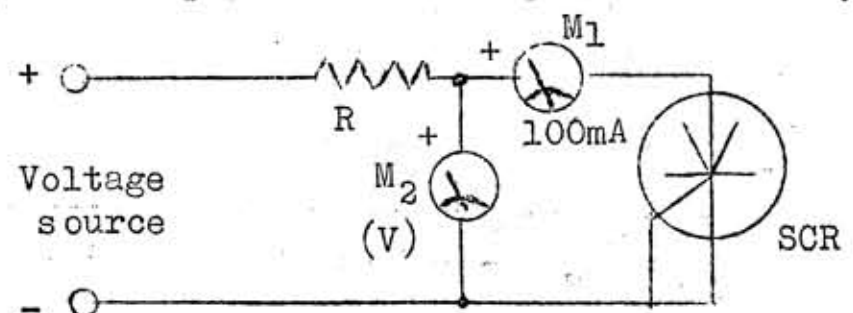 M1
+
+
R
+
100mA
Voltage
source
M2
(V)
SCR
-